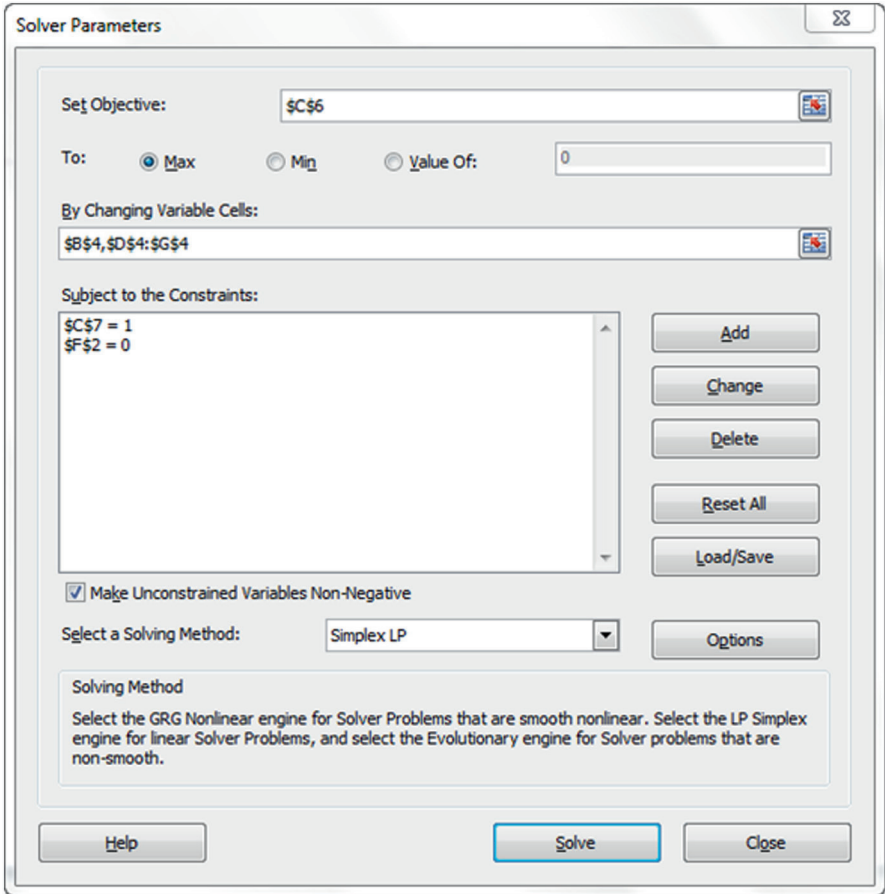 Solver Parameters
Set Objective:
$C$6
To:
Max
Min
Value Of:
0
By Changing Variable Cells:
$B$4,$D$4:$G$4
Subject to the Constraints:
$C$7 = 1
$F$2 = 0
Add
Change
Delete
Reset All
Load/Save
Make Unconstrained Variables Non-Negative
Select a Solving Method:
Simplex LP
Options
Solving Method
Select the GRG Nonlinear engine for Solver Problems that are smooth nonlinear. Select the LP Simplex
engine for linear Solver Problems, and select the Evolutionary engine for Solver problems that are
non-smooth.
Help
Solve
Close